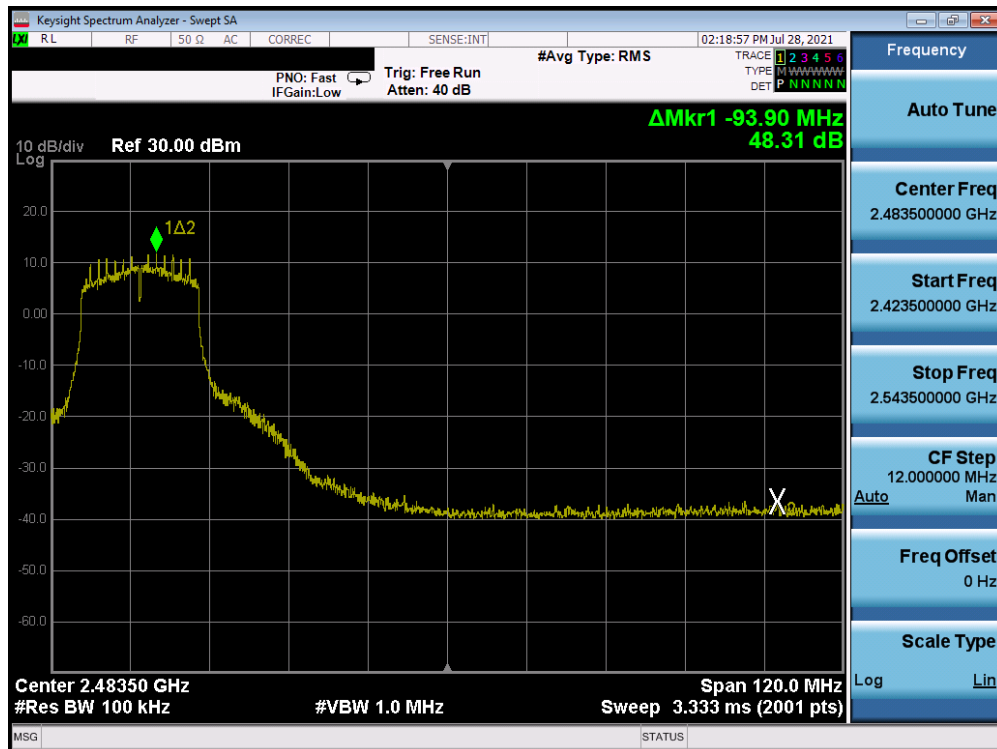 Keysight Spectrum Analyzer - Swept SA
LXI RL RF 50 Ω AC CORREC SENSE:INT 02:18:57 PM Jul 28, 2021
#Avg Type: RMS
TRACE 1 2 3 4 5 6
TYPE M W W W W W
DET P N N N N N
PNO: Fast
IFGain:Low
Trig: Free Run
Atten: 40 dB
ΔMkr1 -93.90 MHz
48.31 dB
10 dB/div
Log
Ref 30.00 dBm
20.0
10.0
0.00
-10.0
-20.0
-30.0
-40.0
-50.0
-60.0
1Δ2
X2
Center 2.48350 GHz
Span 120.0 MHz
#Res BW 100 kHz
#VBW 1.0 MHz
Sweep 3.333 ms (2001 pts)
MSG
STATUS
Frequency
Auto Tune
Center Freq
2.483500000 GHz
Start Freq
2.423500000 GHz
Stop Freq
2.543500000 GHz
CF Step
12.000000 MHz
Auto Man
Freq Offset
0 Hz
Scale Type
Log Lin